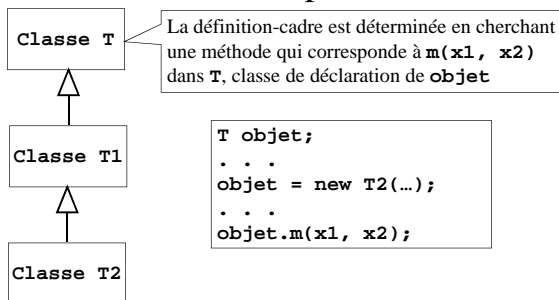 Classe T
La définition-cadre est déterminée en cherchant
une méthode qui corresponde à m(x1, x2)
dans T, classe de déclaration de objet
Classe T1
T objet;
. . .
objet = new T2(…);
. . .
objet.m(x1, x2);
Classe T2